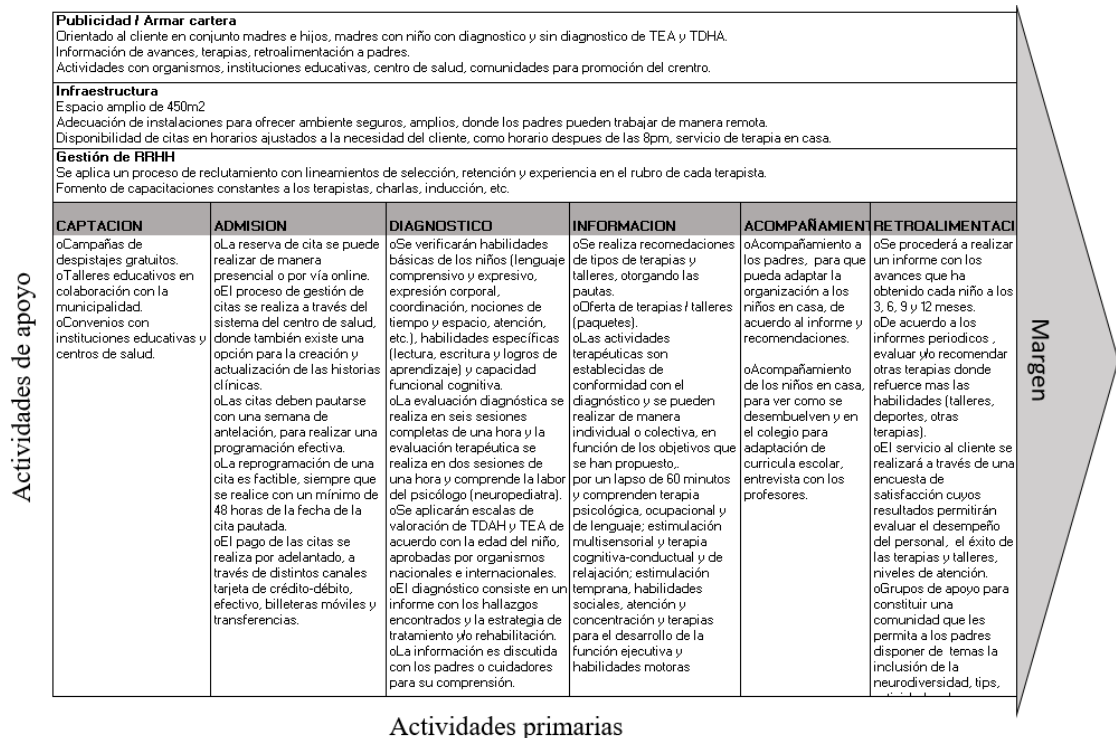 Publicidad / Armar cartera
Orientado al cliente en conjunto madres e hijos, madres con niño con diagnostico y sin diagnostico de TEA y TDHA.
Información de avances, terapias, retroalimentación a padres.
Actividades con organismos, instituciones educativas, centro de salud, comunidades para promoción del crentro.
Infraestructura
Espacio amplio de 450m2
Adecuación de instalaciones para ofrecer ambiente seguros, amplios, donde los padres pueden trabajar de manera remota.
Disponibilidad de citas en horarios ajustados a la necesidad del cliente, como horario despues de las 8pm, servicio de terapia en casa.
Gestión de RRHH
Se aplica un proceso de reclutamiento con lineamientos de selección, retención y experiencia en el rubro de cada terapista.
Fomento de capacitaciones constantes a los terapistas, charlas, inducción, etc.
CAPTACION
oCampañas de
despistajes gratuitos.
oTalleres educativos en
colaboración con la
municipalidad.
oConvenios con
instituciones educativas y
centros de salud.
ADMISION
oLa reserva de cita se puede
realizar de manera
presencial o por vía online.
oEl proceso de gestión de
citas se realiza a través del
sistema del centro de salud,
donde también existe una
opción para la creación y
actualización de las historias
clínicas.
oLas citas deben pautarse
con una semana de
antelación, para realizar una
programación efectiva.
oLa reprogramación de una
cita es factible, siempre que
se realice con un mínimo de
48 horas de la fecha de la
cita pautada.
oEl pago de las citas se
realiza por adelantado, a
través de distintos canales
tarjeta de crédito-débito,
efectivo, billeteras móviles y
transferencias.
DIAGNOSTICO
oSe verificarán habilidades
básicas de los niños (lenguaje
comprensivo y expresivo,
expresión corporal,
coordinación, nociones de
tiempo y espacio, atención,
etc.), habilidades específicas
(lectura, escritura y logros de
aprendizaje) y capacidad
funcional cognitiva.
oLa evaluación diagnóstica se
realiza en seis sesiones
completas de una hora y la
evaluación terapéutica se
realiza en dos sesiones de
una hora y comprende la labor
del psicólogo (neuropediatra).
oSe aplicarán escalas de
valoración de TDAH y TEA de
acuerdo con la edad del niño,
aprobadas por organismos
nacionales e internacionales.
oEl diagnóstico consiste en un
informe con los hallazgos
encontrados y la estrategia de
tratamiento y/o rehabilitación.
oLa información es discutida
con los padres o cuidadores
para su comprensión.
INFORMACION
oSe realiza recomedaciones
de tipos de terapias y
talleres, otorgando las
pautas.
oOferta de terapias / talleres
(paquetes).
oLas actividades
terapéuticas son
establecidas de
conformidad con el
diagnóstico y se pueden
realizar de manera
individual o colectiva, en
función de los objetivos que
se han propuesto,.
por un lapso de 60 minutos
y comprenden terapia
psicológica, ocupacional y
de lenguaje; estimulación
multisensorial y terapia
cognitiva-conductual y de
relajación; estimulación
temprana, habilidades
sociales, atención y
concentración y terapias
para el desarrollo de la
función ejecutiva y
habilidades motoras
ACOMPAÑAMIENT
oAcompañamiento a
los padres, para que
pueda adaptar la
organización a los
niños en casa, de
acuerdo al informe y
recomendaciones.
oAcompañamiento
de los niños en casa,
para ver como se
desembuelven y en
el colegio para
adaptación de
curricula escolar,
entrevista con los
profesores.
RETROALIMENTACI
oSe procederá a realizar
un informe con los
avances que ha
obtenido cada niño a los
3, 6, 9 y 12 meses.
oDe acuerdo a los
informes periodicos ,
evaluar y/o recomendar
otras terapias donde
refuerce mas las
habilidades (talleres,
deportes, otras
terapias).
oEl servicio al cliente se
realizará a través de una
encuesta de
satisfacción cuyos
resultados permitirán
evaluar el desempeño
del personal, el éxito de
las terapias y talleres,
niveles de atención.
oGrupos de apoyo para
constituir una
comunidad que les
permita a los padres
disponer de temas la
inclusión de la
neurodiversidad, tips,
Margen
Actividades de apoyo
Actividades primarias